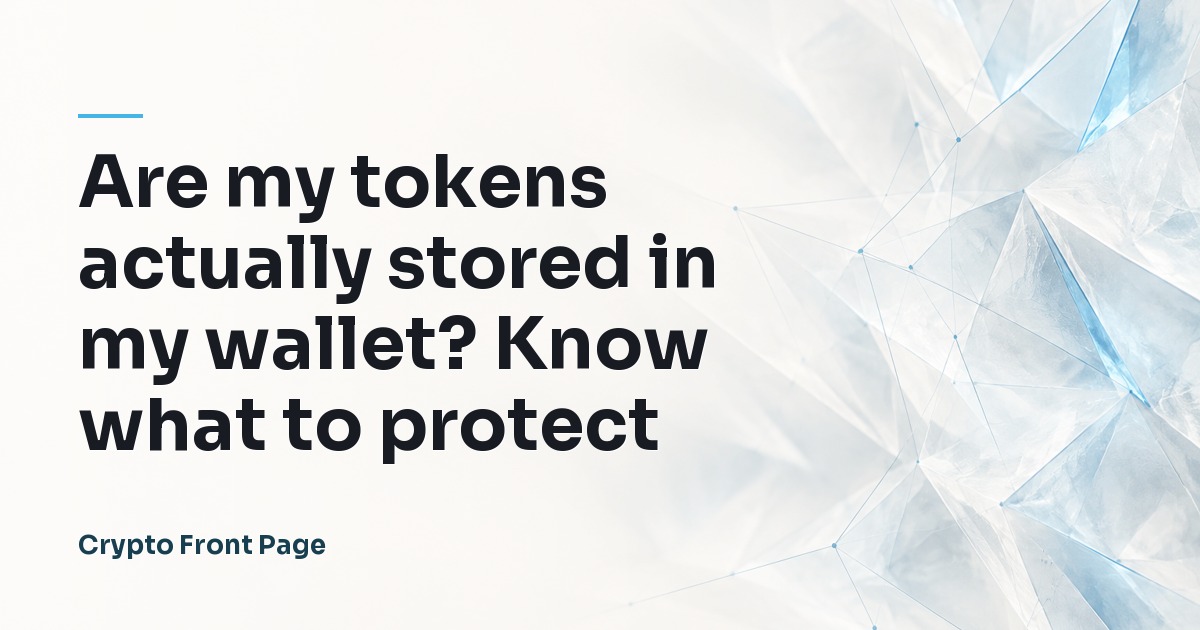 Are my tokens
actually stored in
my wallet? Know
what to protect
Crypto Front Page